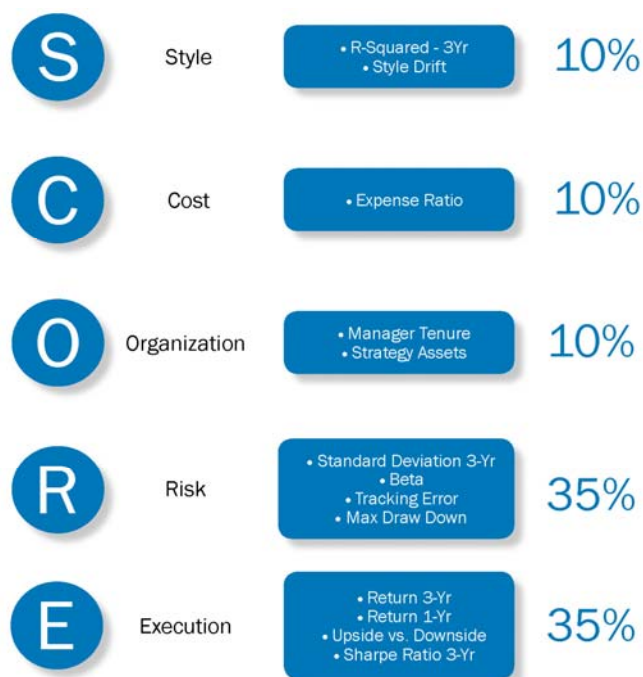 S
Style
• R-Squared - 3Yr
• Style Drift
10%
C
Cost
• Expense Ratio
10%
O
Organization
• Manager Tenure
• Strategy Assets
10%
R
Risk
• Standard Deviation 3-Yr
• Beta
• Tracking Error
• Max Draw Down
35%
E
Execution
• Return 3-Yr
• Return 1-Yr
• Upside vs. Downside
• Sharpe Ratio 3-Yr
35%